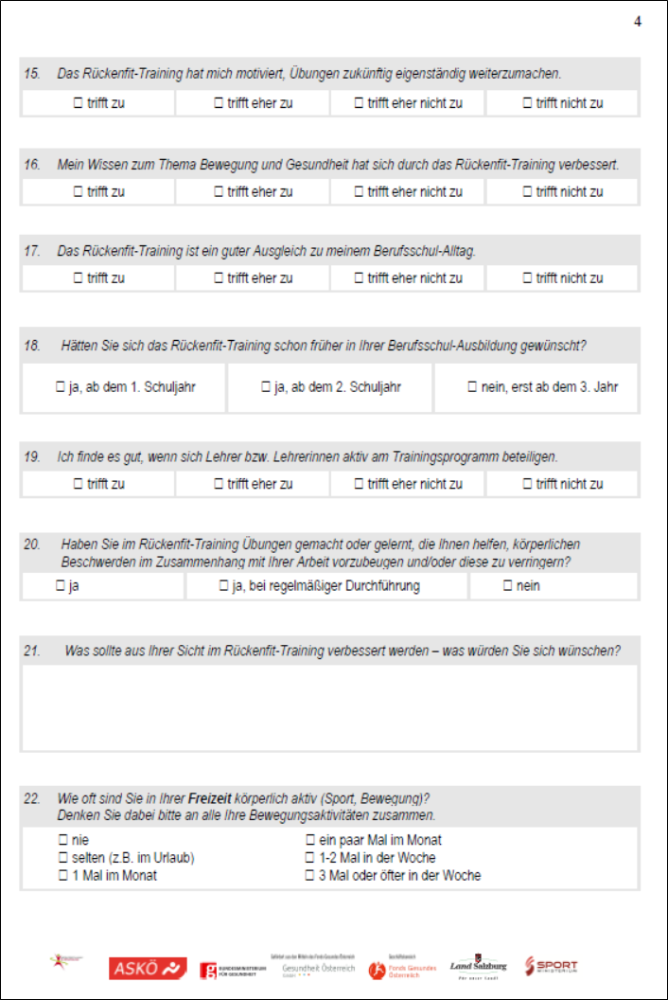 4
15. Das Rückenfit-Training hat mich motiviert, Übungen zukünftig eigenständig weiterzumachen.
☐ trifft zu ☐ trifft eher zu ☐ trifft eher nicht zu ☐ trifft nicht zu
16. Mein Wissen zum Thema Bewegung und Gesundheit hat sich durch das Rückenfit-Training verbessert.
☐ trifft zu ☐ trifft eher zu ☐ trifft eher nicht zu ☐ trifft nicht zu
17. Das Rückenfit-Training ist ein guter Ausgleich zu meinem Berufsschul-Alltag.
☐ trifft zu ☐ trifft eher zu ☐ trifft eher nicht zu ☐ trifft nicht zu
18. Hätten Sie sich das Rückenfit-Training schon früher in Ihrer Berufsschul-Ausbildung gewünscht?
☐ ja, ab dem 1. Schuljahr ☐ ja, ab dem 2. Schuljahr ☐ nein, erst ab dem 3. Jahr
19. Ich finde es gut, wenn sich Lehrer bzw. Lehrerinnen aktiv am Trainingsprogramm beteiligen.
☐ trifft zu ☐ trifft eher zu ☐ trifft eher nicht zu ☐ trifft nicht zu
20. Haben Sie im Rückenfit-Training Übungen gemacht oder gelernt, die Ihnen helfen, körperlichen
Beschwerden im Zusammenhang mit Ihrer Arbeit vorzubeugen und/oder diese zu verringern?
☐ ja ☐ ja, bei regelmäßiger Durchführung ☐ nein
21. Was sollte aus Ihrer Sicht im Rückenfit-Training verbessert werden – was würden Sie sich wünschen?
22. Wie oft sind Sie in Ihrer Freizeit körperlich aktiv (Sport, Bewegung)?
Denken Sie dabei bitte an alle Ihre Bewegungsaktivitäten zusammen.
☐ nie ☐ ein paar Mal im Monat
☐ selten (z.B. im Urlaub) ☐ 1-2 Mal in der Woche
☐ 1 Mal im Monat ☐ 3 Mal oder öfter in der Woche
ASKÖ
BUNDESMINISTERIUM
FÜR GESUNDHEIT
Gesundheit Österreich
GmbH
Fonds Gesundes
Österreich
Land Salzburg
Für unser Land!
SPORT
MINISTERIUM